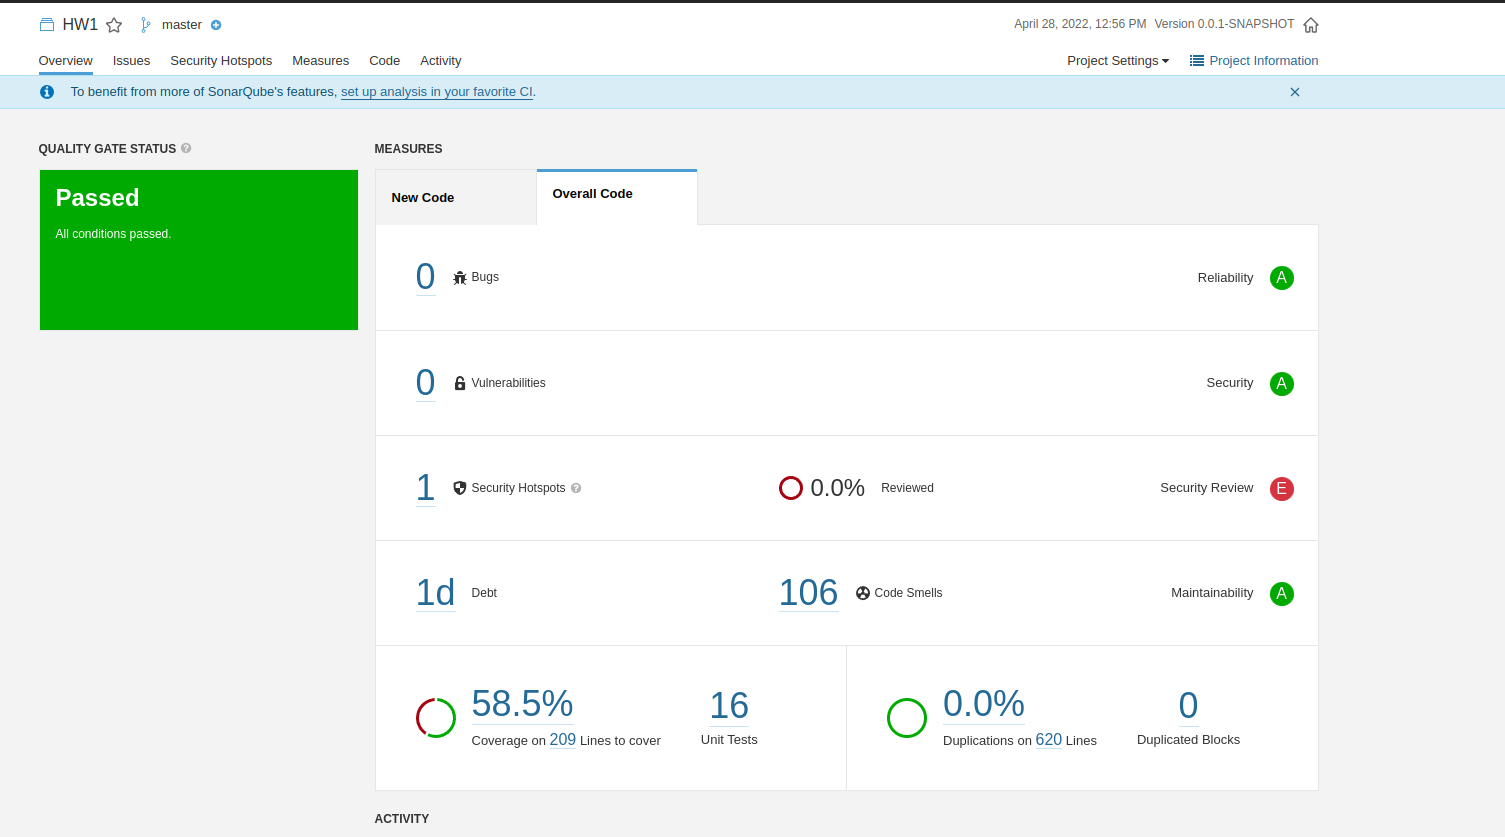 HW1 master April 28, 2022, 12:56 PM Version 0.0.1-SNAPSHOT
Overview Issues Security Hotspots Measures Code Activity Project Settings Project Information
To benefit from more of SonarQube's features, set up analysis in your favorite CI.
QUALITY GATE STATUS
Passed
All conditions passed.
MEASURES
New Code Overall Code
0 Bugs Reliability A
0 Vulnerabilities Security A
1 Security Hotspots 0.0% Reviewed Security Review E
1d Debt 106 Code Smells Maintainability A
58.5%
Coverage on 209 Lines to cover
16
Unit Tests
0.0%
Duplications on 620 Lines
0
Duplicated Blocks
ACTIVITY